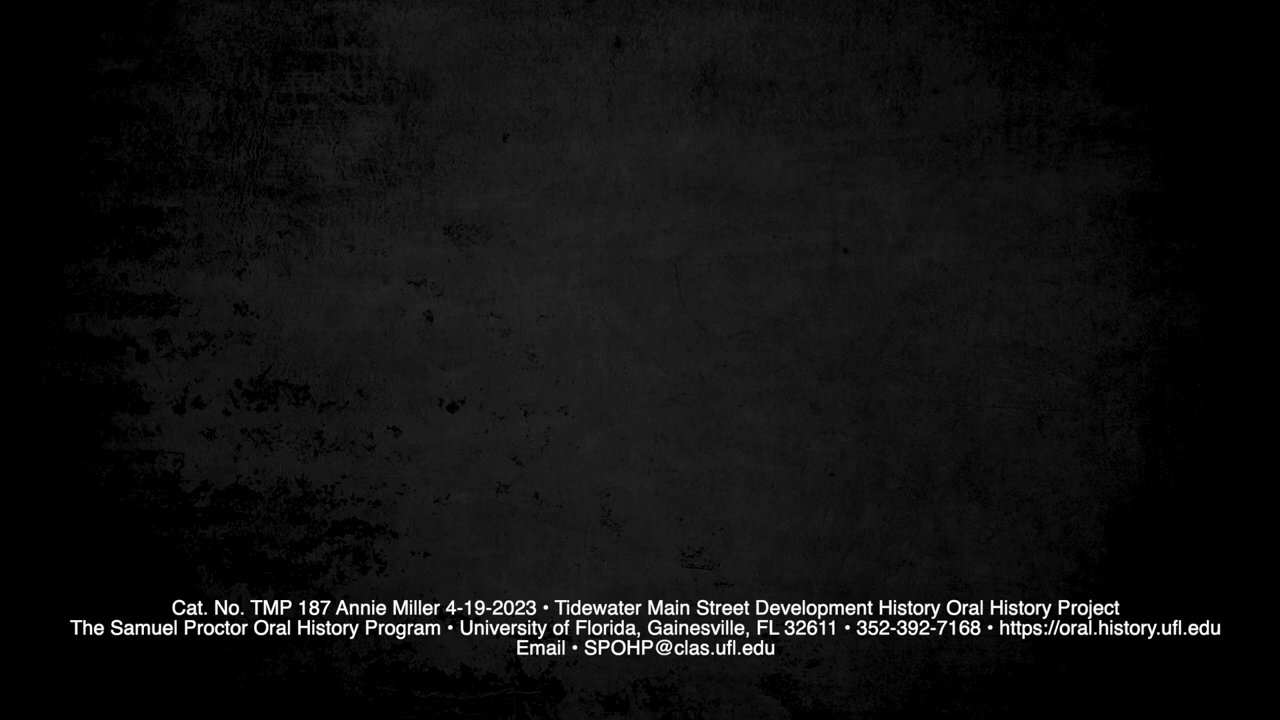 Cat. No. TMP 187 Annie Miller 4-19-2023 • Tidewater Main Street Development History Oral History Project
The Samuel Proctor Oral History Program • University of Florida, Gainesville, FL 32611 • 352-392-7168 • https://oral.history.ufl.edu
Email • SPOHP@clas.ufl.edu